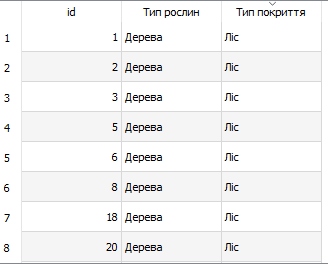 id Тип рослин Тип покриття
1 1 Дерева Ліс
2 2 Дерева Ліс
3 3 Дерева Ліс
4 5 Дерева Ліс
5 6 Дерева Ліс
6 8 Дерева Ліс
7 18 Дерева Ліс
8 20 Дерева Ліс